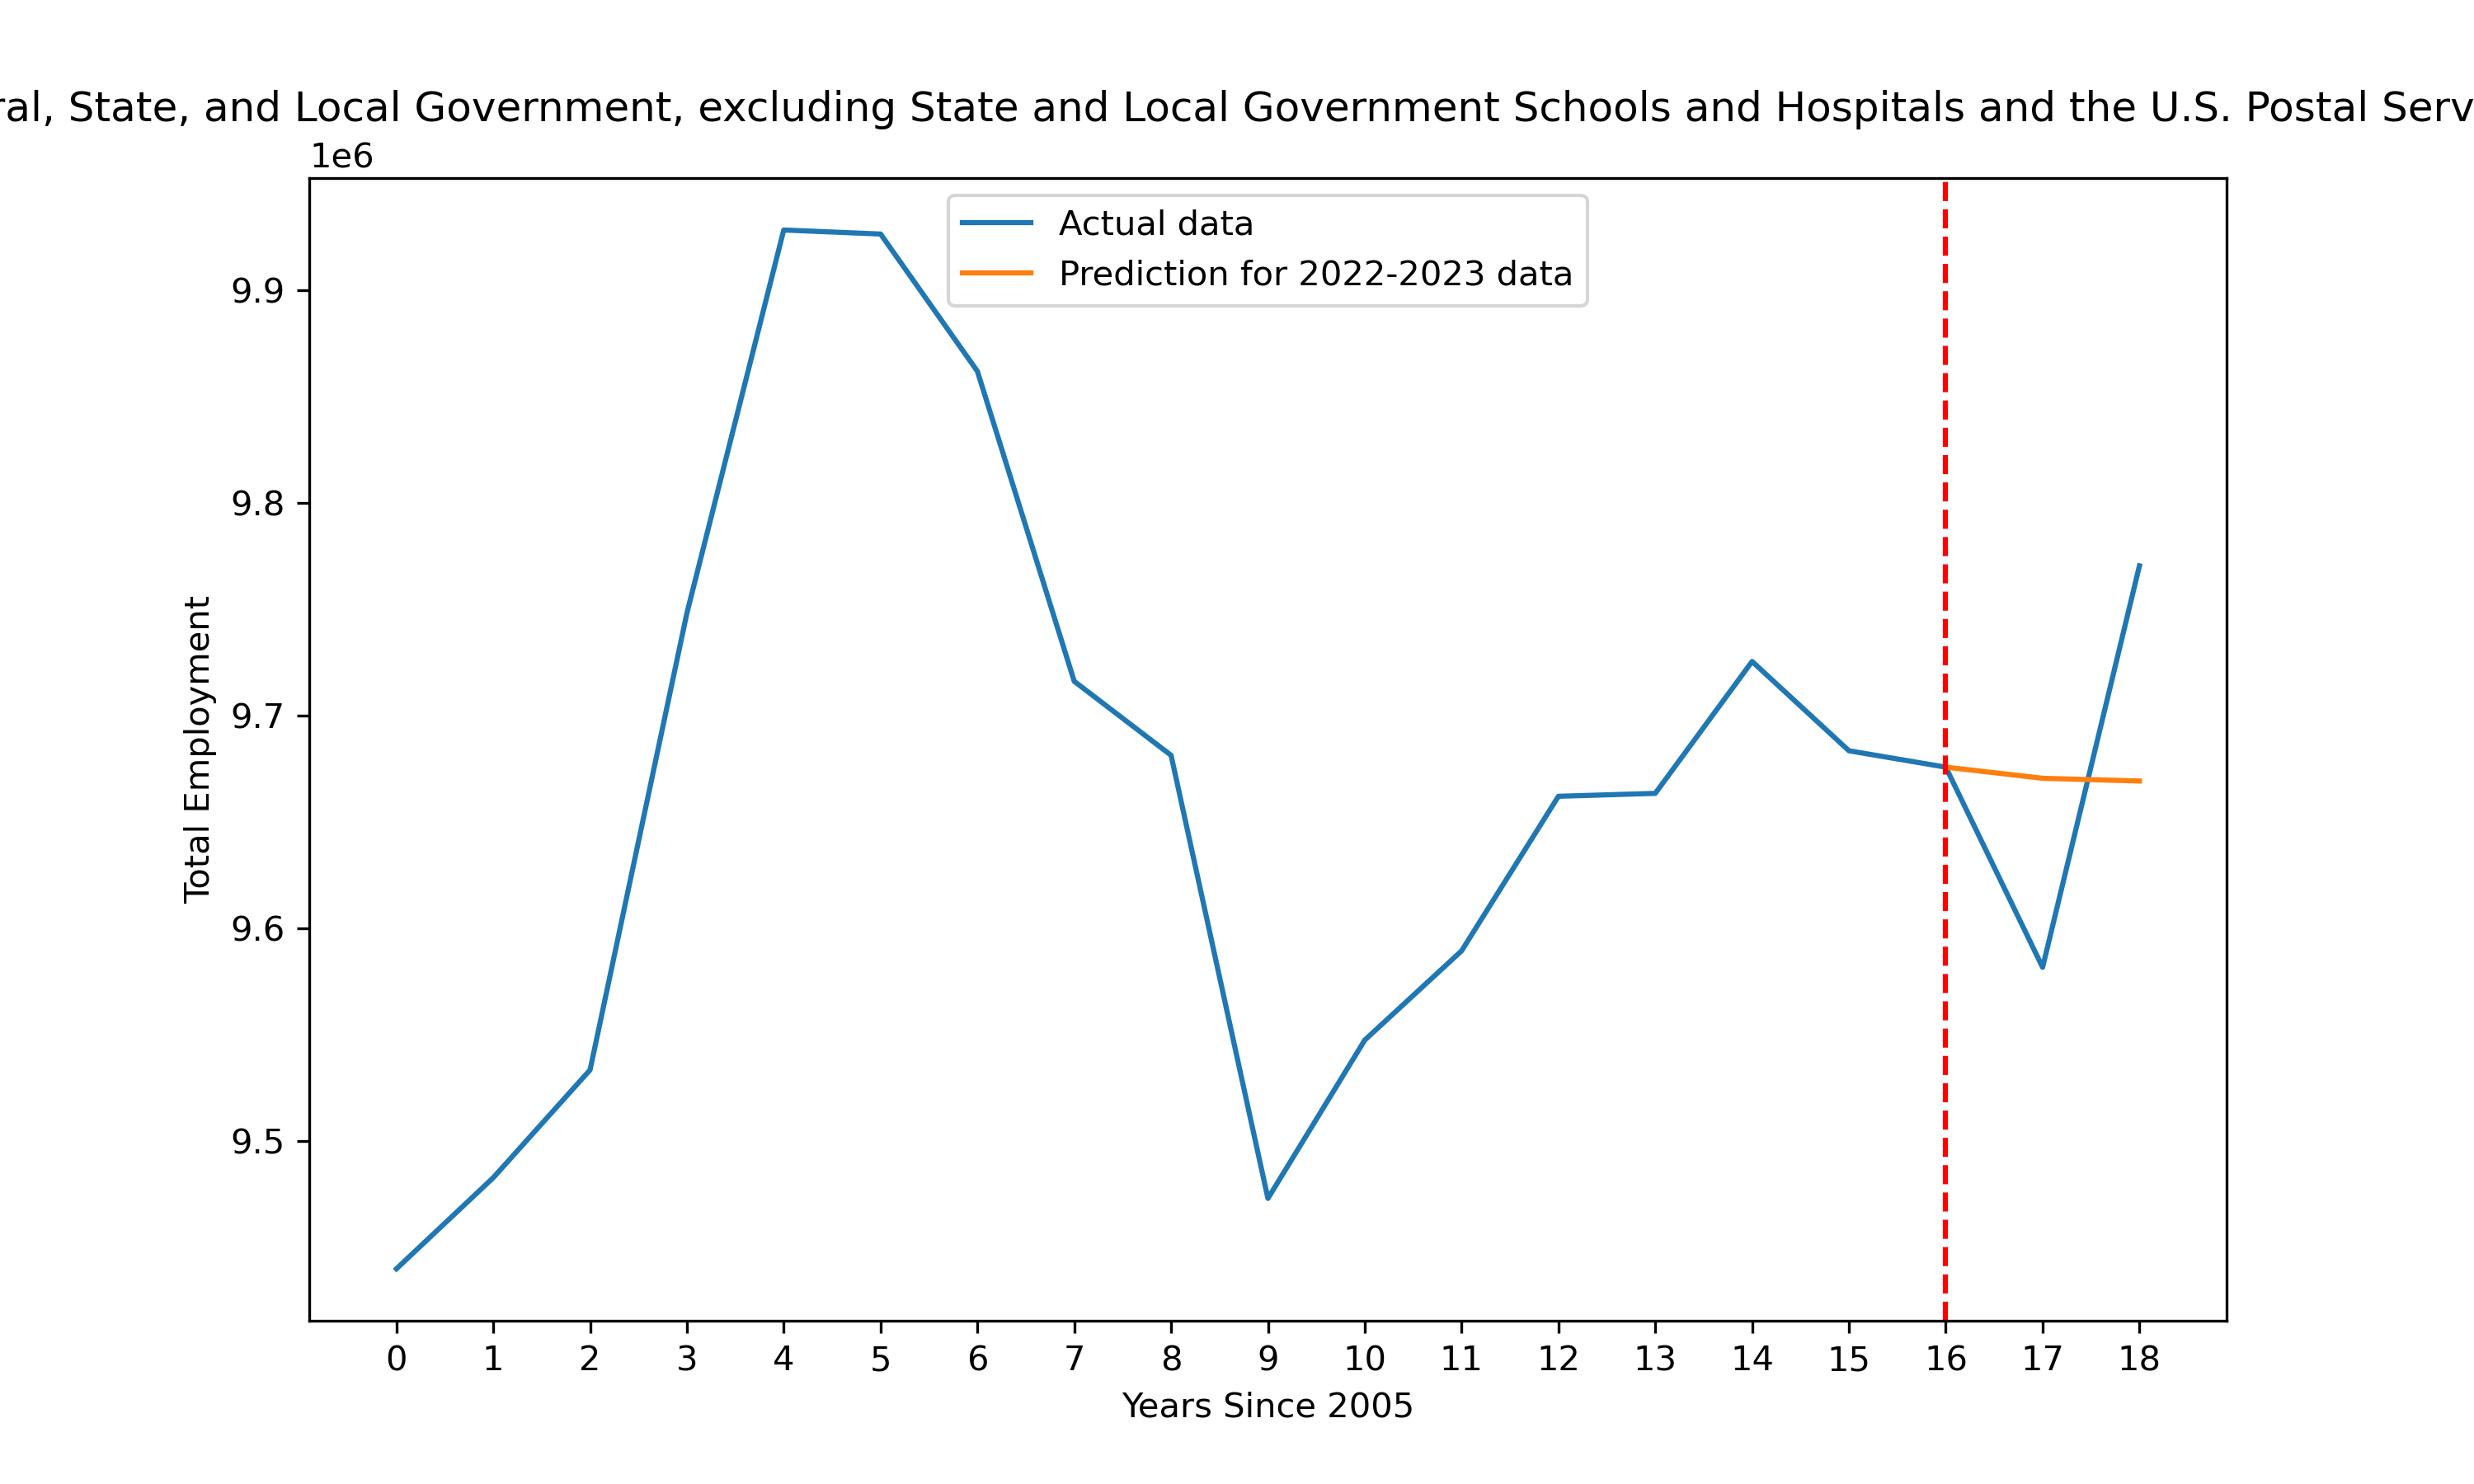 ral, State, and Local Government, excluding State and Local Government Schools and Hospitals and the U.S. Postal Serv
1e6
Actual data
Prediction for 2022-2023 data
9.9
9.8
9.7
9.6
9.5
Total Employment
0 1 2 3 4 5 6 7 8 9 10 11 12 13 14 15 16 17 18
Years Since 2005